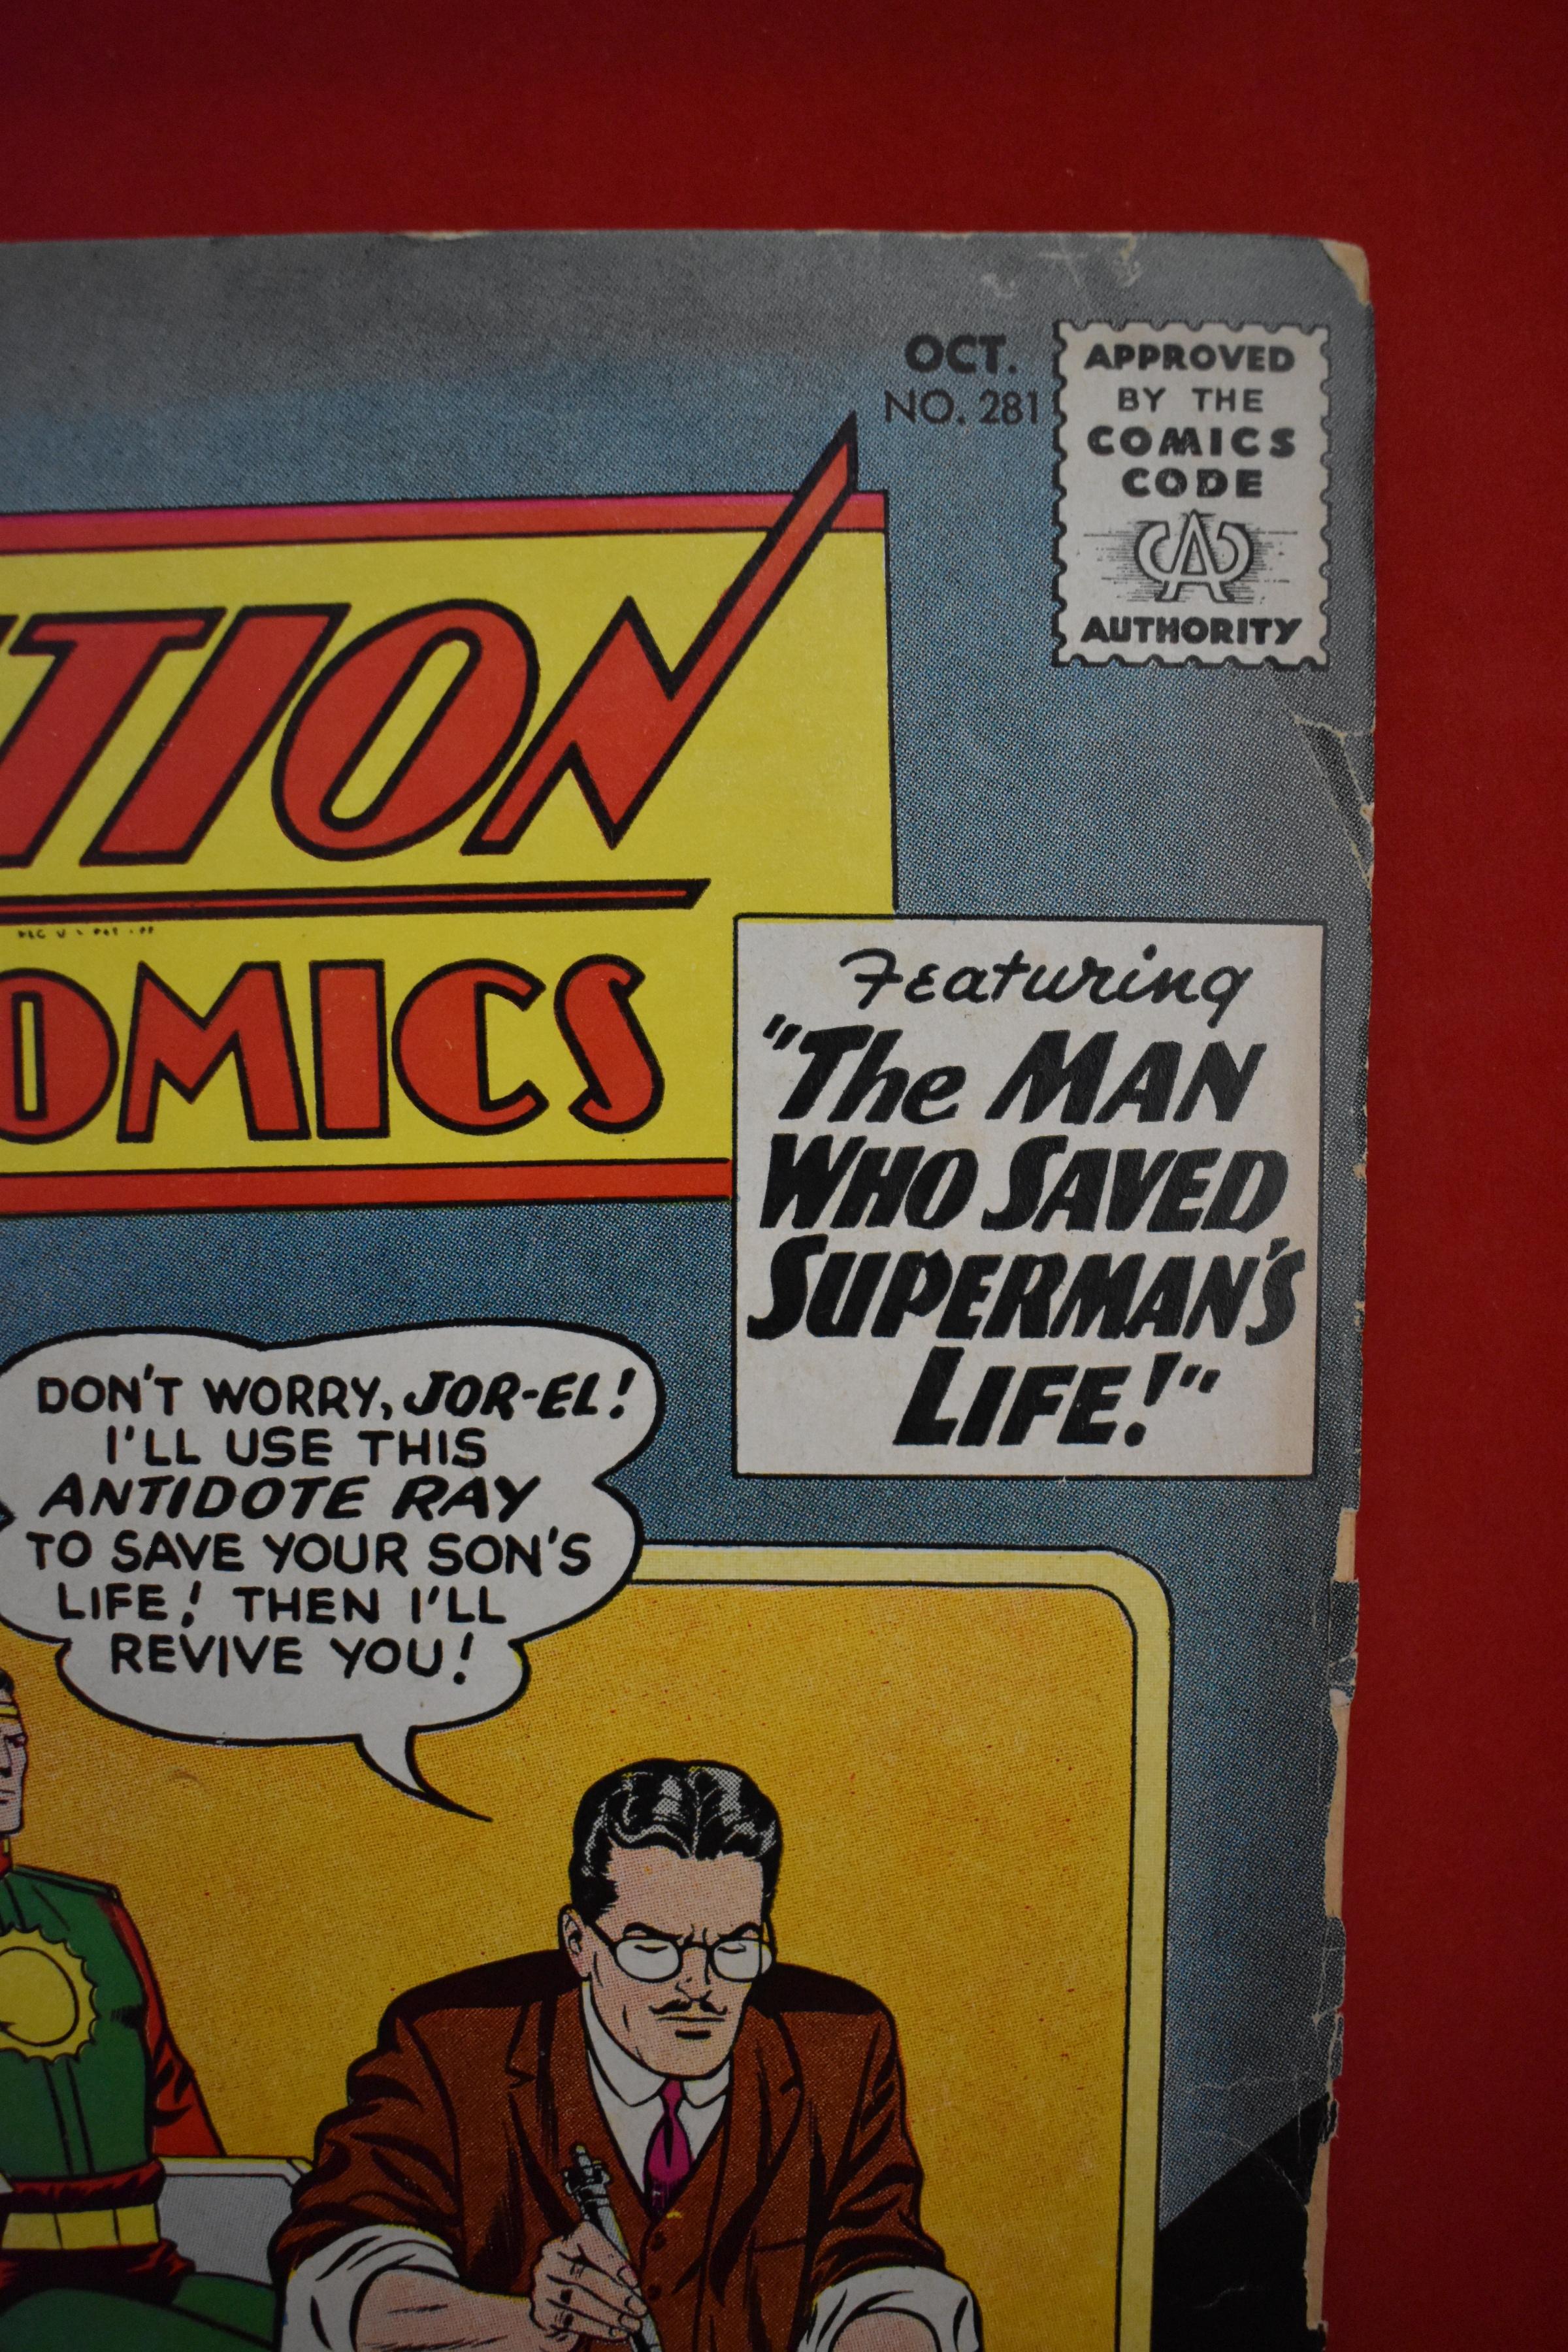 OCT.
NO. 281
APPROVED
BY THE
COMICS
CODE
CA
AUTHORITY
TION
OMICS
Featuring
"The MAN
WHO SAVED
SUPERMAN'S
LIFE!"
DON'T WORRY, JOR-EL!
I'LL USE THIS
ANTIDOTE RAY
TO SAVE YOUR SON'S
LIFE! THEN I'LL
REVIVE YOU!